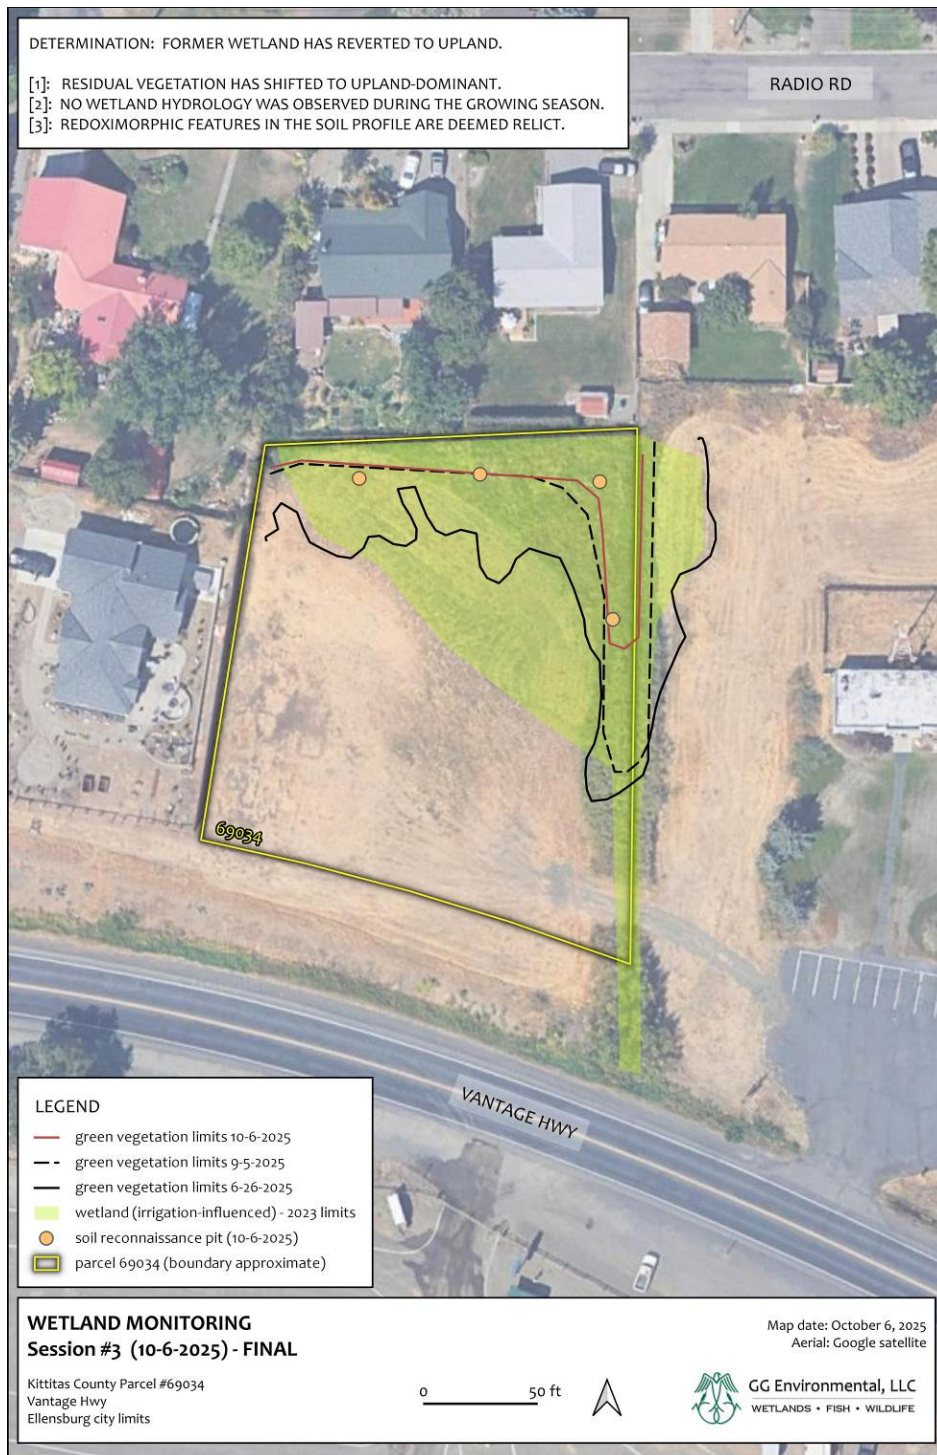 DETERMINATION: FORMER WETLAND HAS REVERTED TO UPLAND.
[1]: RESIDUAL VEGETATION HAS SHIFTED TO UPLAND-DOMINANT.
[2]: NO WETLAND HYDROLOGY WAS OBSERVED DURING THE GROWING SEASON.
[3]: REDOXIMORPHIC FEATURES IN THE SOIL PROFILE ARE DEEMED RELICT.
RADIO RD
69034
VANTAGE HWY
LEGEND
green vegetation limits 10-6-2025
green vegetation limits 9-5-2025
green vegetation limits 6-26-2025
wetland (irrigation-influenced) - 2023 limits
soil reconnaissance pit (10-6-2025)
parcel 69034 (boundary approximate)
WETLAND MONITORING
Session #3 (10-6-2025) - FINAL
Kittitas County Parcel #69034
Vantage Hwy
Ellensburg city limits
0 50 ft
Map date: October 6, 2025
Aerial: Google satellite
GG Environmental, LLC
WETLANDS • FISH • WILDLIFE